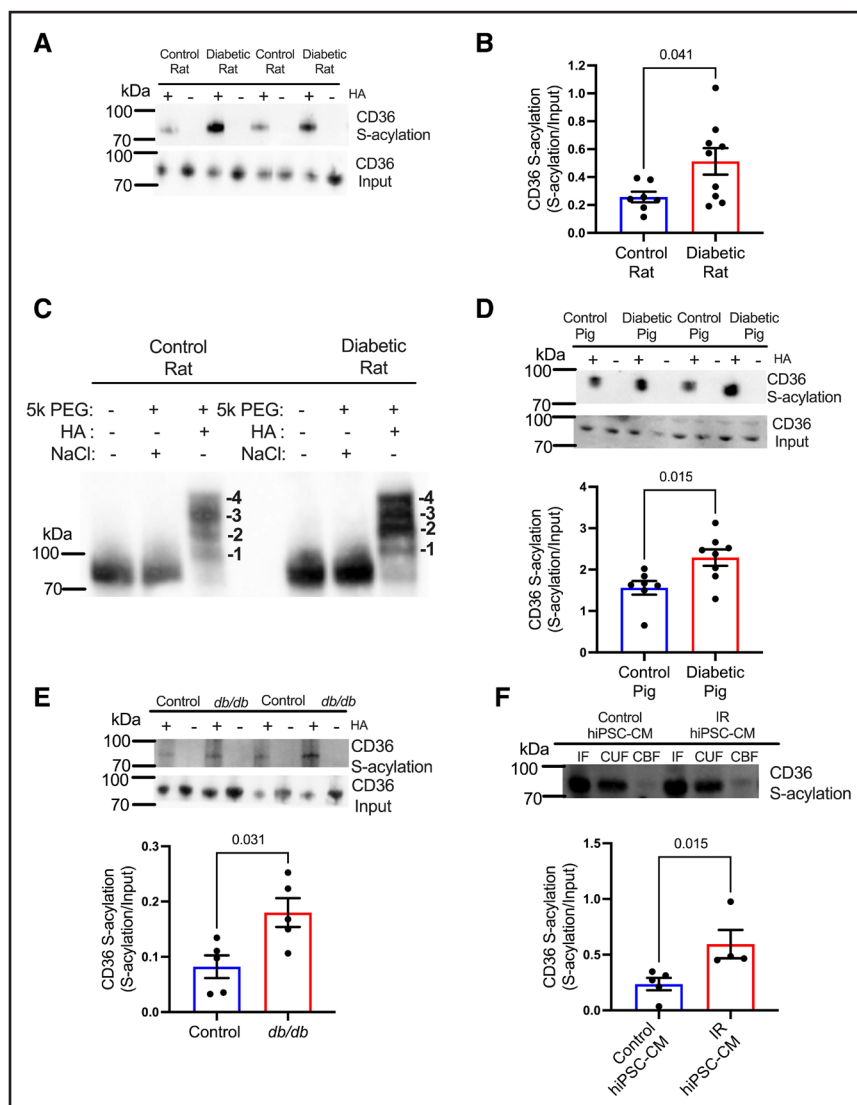 A
Control Rat Diabetic Rat Control Rat Diabetic Rat
kDa + - + - + - + - HA
100
70
CD36 S-acylation
100
70
CD36 Input
B
0.041
CD36 S-acylation (S-acylation/Input)
1.2
1.0
0.8
0.6
0.4
0.2
0.0
Control Rat Diabetic Rat
C
Control Rat Diabetic Rat
5k PEG: - + + 5k PEG: - + +
HA : - - + HA : - - +
NaCl: - + - NaCl: - + -
kDa
100
70
-4 -4
-3 -3
-2 -2
-1 -1
D
Control Pig Diabetic Pig Control Pig Diabetic Pig
kDa + - + - + - + - HA
100
70
CD36 S-acylation
100
70
CD36 Input
0.015
CD36 S-acylation (S-acylation/Input)
4
3
2
1
0
Control Pig Diabetic Pig
E
Control db/db Control db/db
kDa + - + - + - + - HA
100
70
CD36 S-acylation
100
70
CD36 Input
0.031
CD36 S-acylation (S-acylation/Input)
0.3
0.2
0.1
0.0
Control db/db
F
Control hiPSC-CM IR hiPSC-CM
kDa IF CUF CBF IF CUF CBF
100
70
CD36 S-acylation
0.015
CD36 S-acylation (S-acylation/Input)
1.5
1.0
0.5
0.0
Control hiPSC-CM IR hiPSC-CM